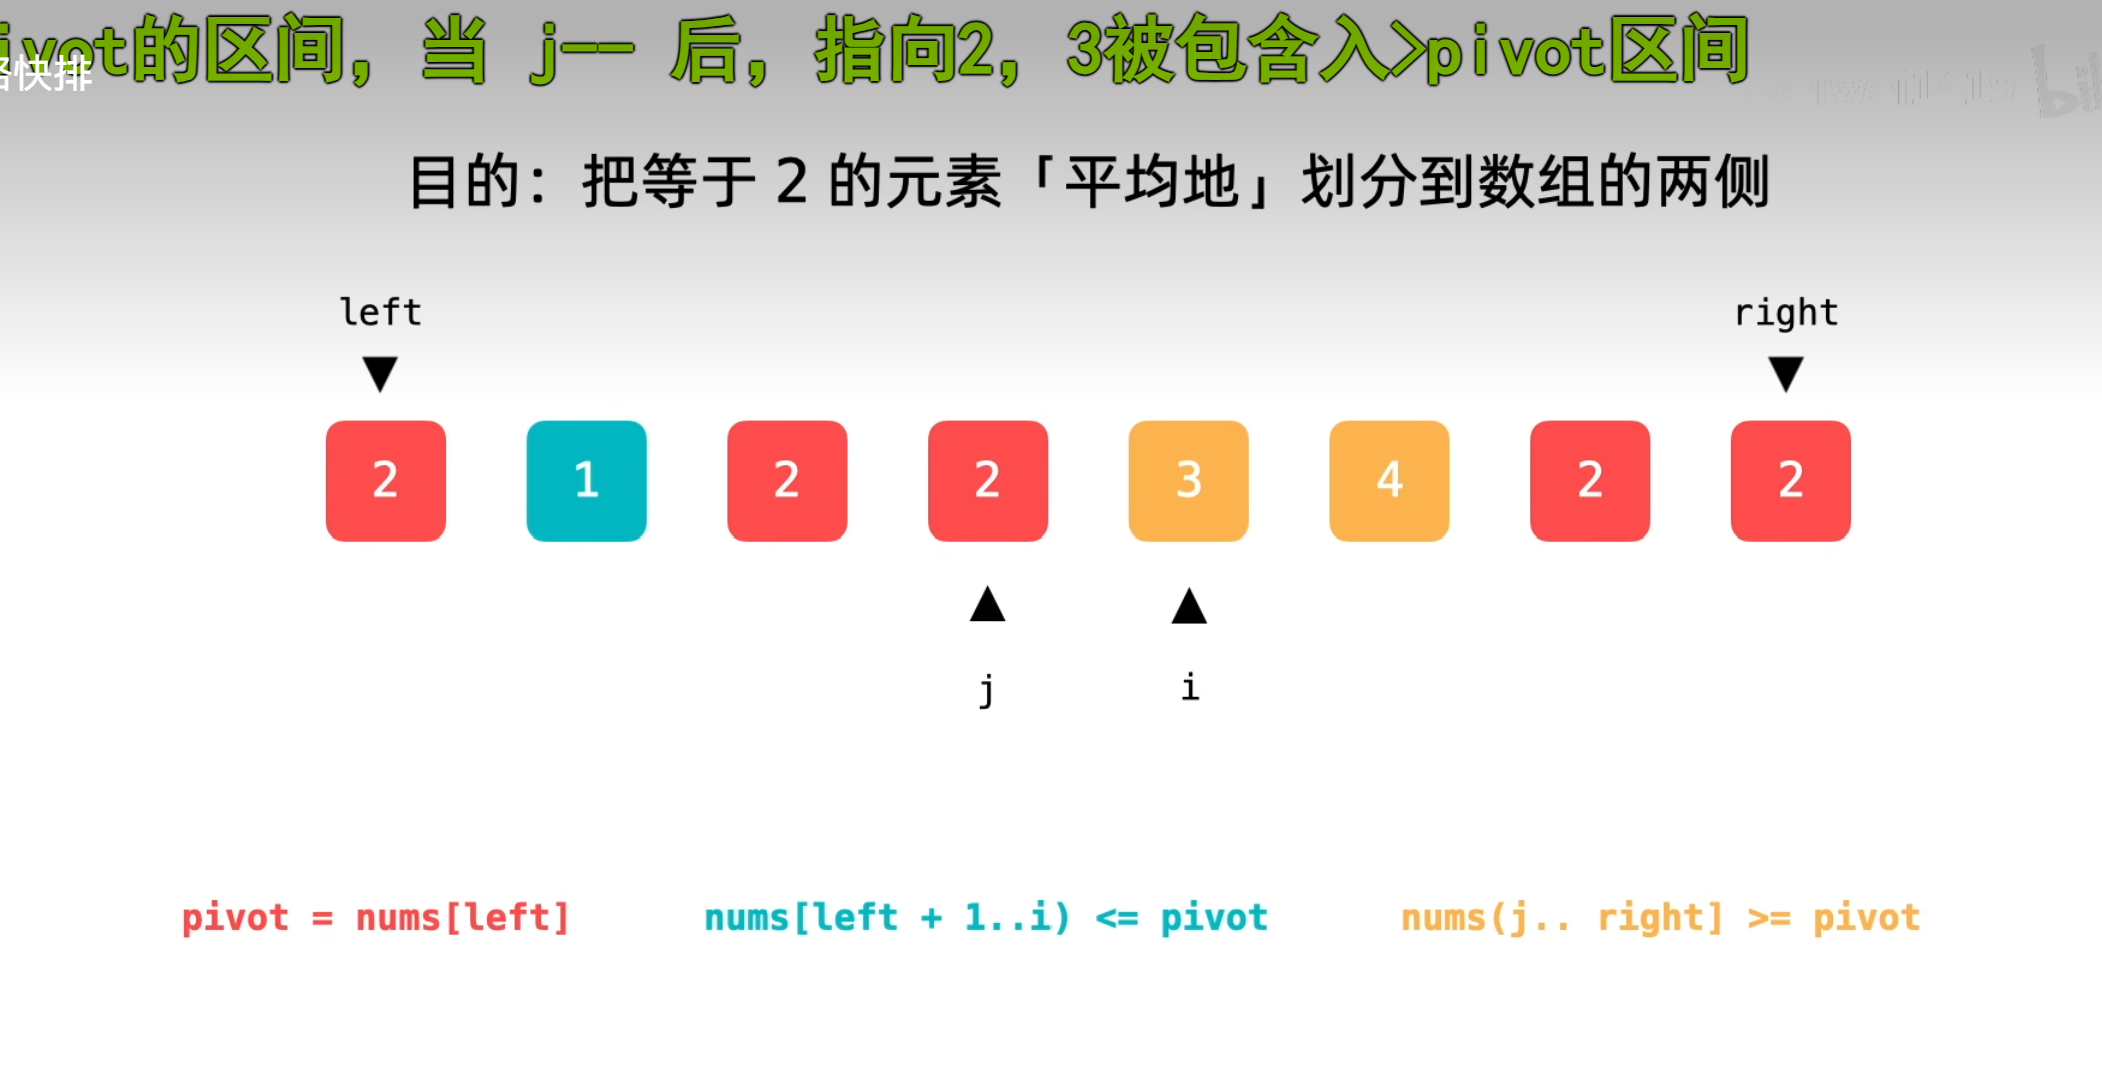 ivot的区间，当 j-- 后，指向2，3被包含入>pivot区间
快排
目的：把等于 2 的元素「平均地」划分到数组的两侧
left right
2 1 2 2 3 4 2 2
j i
pivot = nums[left] nums[left + 1..i) <= pivot nums(j.. right] >= pivot